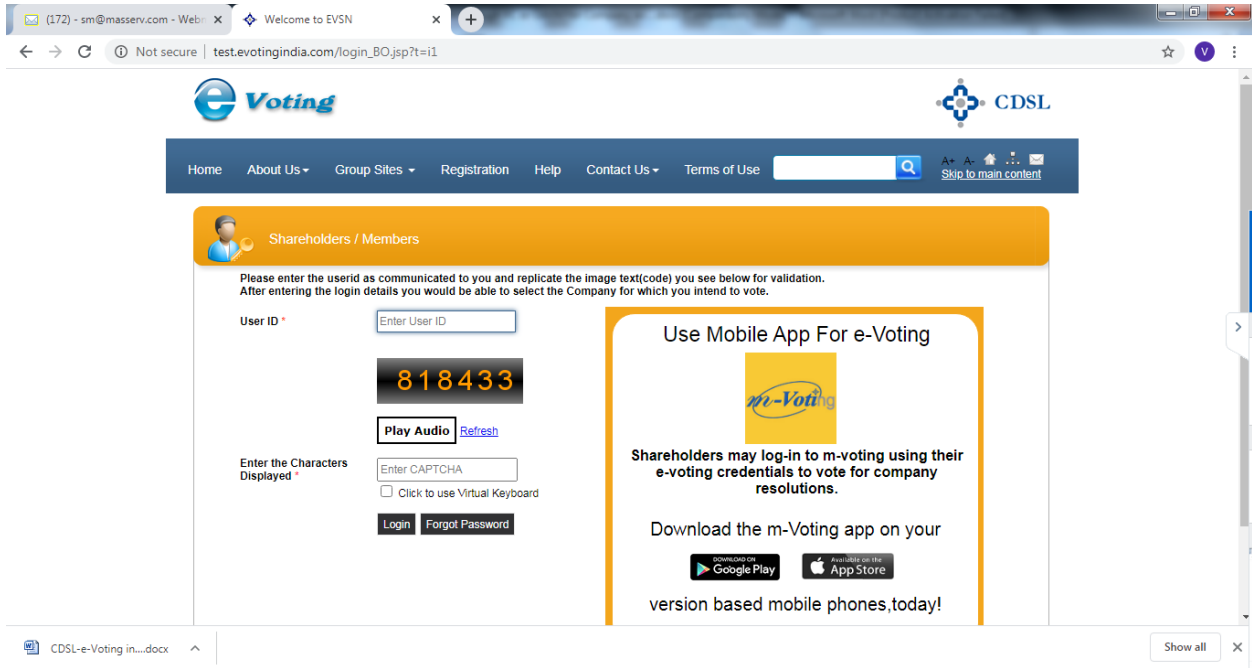 (172) - sm@masserv.com - Webn
Welcome to EVSN
Not secure | test.evotingindia.com/login_BO.jsp?t=i1
V
e Voting
CDSL
Home About Us Group Sites Registration Help Contact Us Terms of Use
A+ A-
Skip to main content
Shareholders / Members
Please enter the userid as communicated to you and replicate the image text(code) you see below for validation.
After entering the login details you would be able to select the Company for which you intend to vote.
User ID *
Enter User ID
818433
Play Audio Refresh
Enter the Characters
Displayed *
Enter CAPTCHA
Click to use Virtual Keyboard
Login Forgot Password
Use Mobile App For e-Voting
m-Voting
Shareholders may log-in to m-voting using their
e-voting credentials to vote for company
resolutions.
Download the m-Voting app on your
DOWNLOAD ON
Google Play
Available on the
App Store
version based mobile phones,today!
CDSL-e-Voting in....docx
Show all